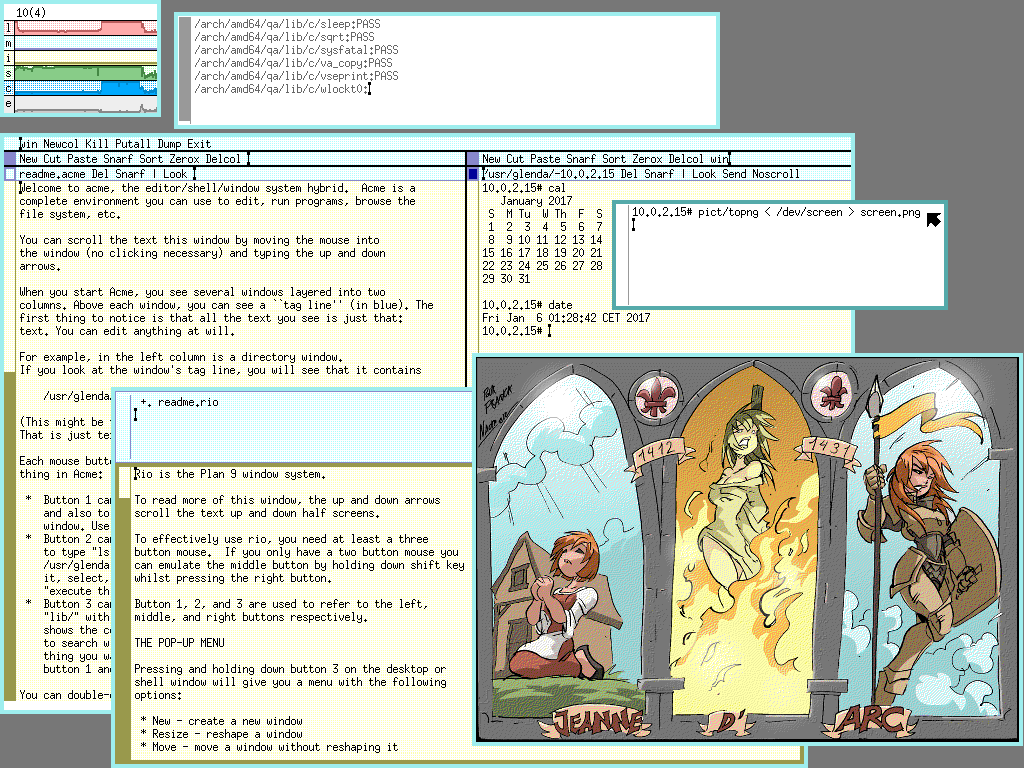 10(4)
l
m
i
s
c
e
/arch/amd64/qa/lib/c/sleep:PASS
/arch/amd64/qa/lib/c/sqrt:PASS
/arch/amd64/qa/lib/c/sysfatal:PASS
/arch/amd64/qa/lib/c/va_copy:PASS
/arch/amd64/qa/lib/c/vseprint:PASS
/arch/amd64/qa/lib/c/wlockt0:
win Newcol Kill Putall Dump Exit
New Cut Paste Snarf Sort Zerox Delcol
readme.acme Del Snarf | Look
Welcome to acme, the editor/shell/window system hybrid.  Acme is a
complete environment you can use to edit, run programs, browse the
file system, etc.
You can scroll the text this window by moving the mouse into
the window (no clicking necessary) and typing the up and down
arrows.
When you start Acme, you see several windows layered into two
columns. Above each window, you can see a ``tag line'' (in blue). The
first thing to notice is that all the text you see is just that:
text. You can edit anything at will.
For example, in the left column is a directory window.
If you look at the window's tag line, you will see that it contains
/usr/glenda
(This might be
That is just te
Each mouse butt
thing in Acme:
*  Button 1 ca
and also to
window. Use
*  Button 2 ca
to type "ls
/usr/glenda
it, select,
"execute th
*  Button 3 ca
"lib/" with
shows the co
to search w
thing you wa
button 1 and
You can double-
New Cut Paste Snarf Sort Zerox Delcol win
/usr/glenda/-10.0.2.15 Del Snarf | Look Send Noscroll
10.0.2.15# cal
January 2017
S  M Tu  W Th  F  S
1  2  3  4  5  6  7
8  9 10 11 12 13 14
15 16 17 18 19 20 21
22 23 24 25 26 27 28
29 30 31
10.0.2.15# date
Fri Jan  6 01:28:42 CET 2017
10.0.2.15#
10.0.2.15# pict/topng < /dev/screen > screen.png
+. readme.rio
Rio is the Plan 9 window system.
To read more of this window, the up and down arrows
scroll the text up and down half screens.
To effectively use rio, you need at least a three
button mouse.  If you only have a two button mouse you
can emulate the middle button by holding down shift key
whilst pressing the right button.
Button 1, 2, and 3 are used to refer to the left,
middle, and right buttons respectively.
THE POP-UP MENU
Pressing and holding down button 3 on the desktop or
shell window will give you a menu with the following
options:
* New - create a new window
* Resize - reshape a window
* Move - move a window without reshaping it
1412
1431
JEANNE
D'
ARC